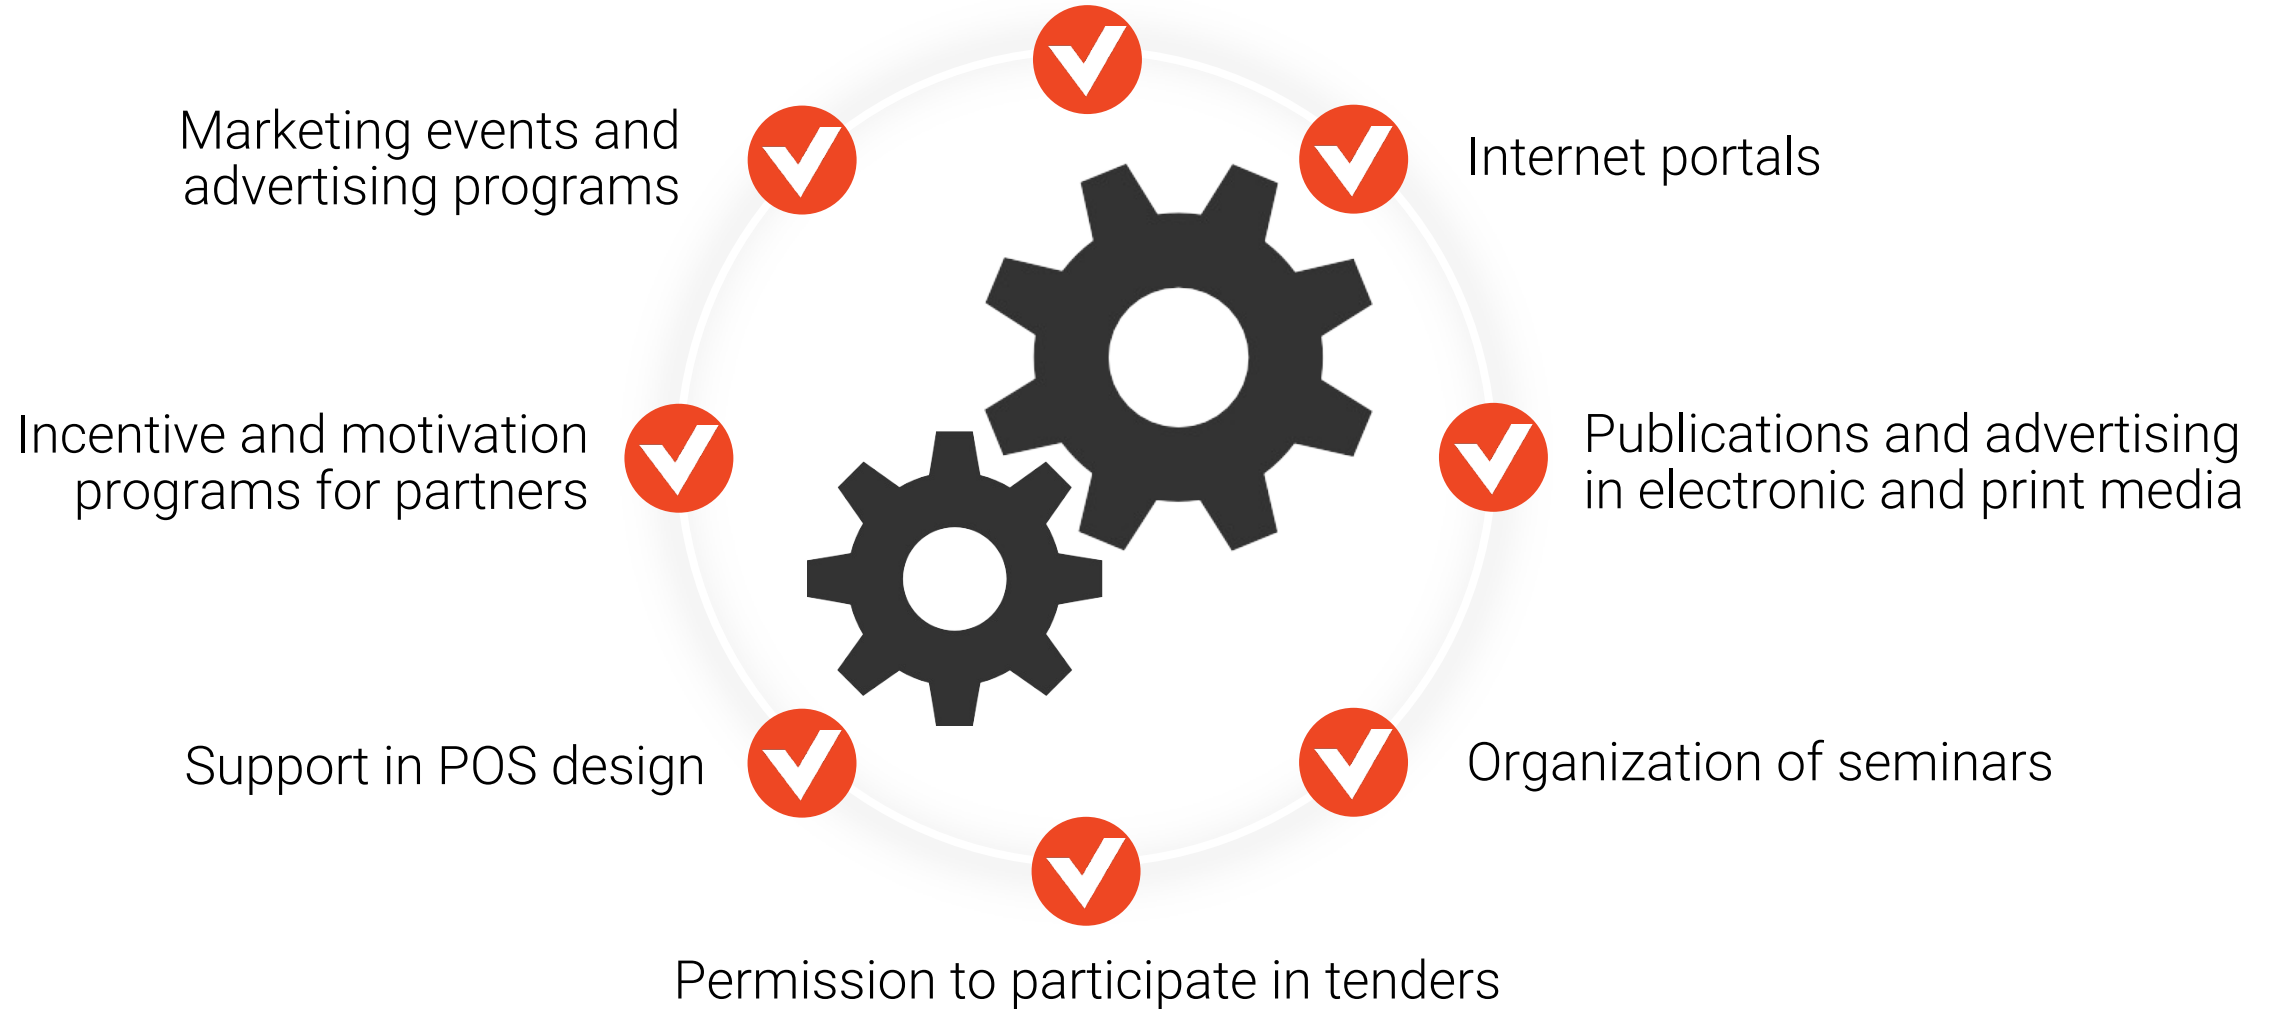 Marketing events and
advertising programs
Internet portals
Incentive and motivation
programs for partners
Publications and advertising
in electronic and print media
Support in POS design
Organization of seminars
Permission to participate in tenders